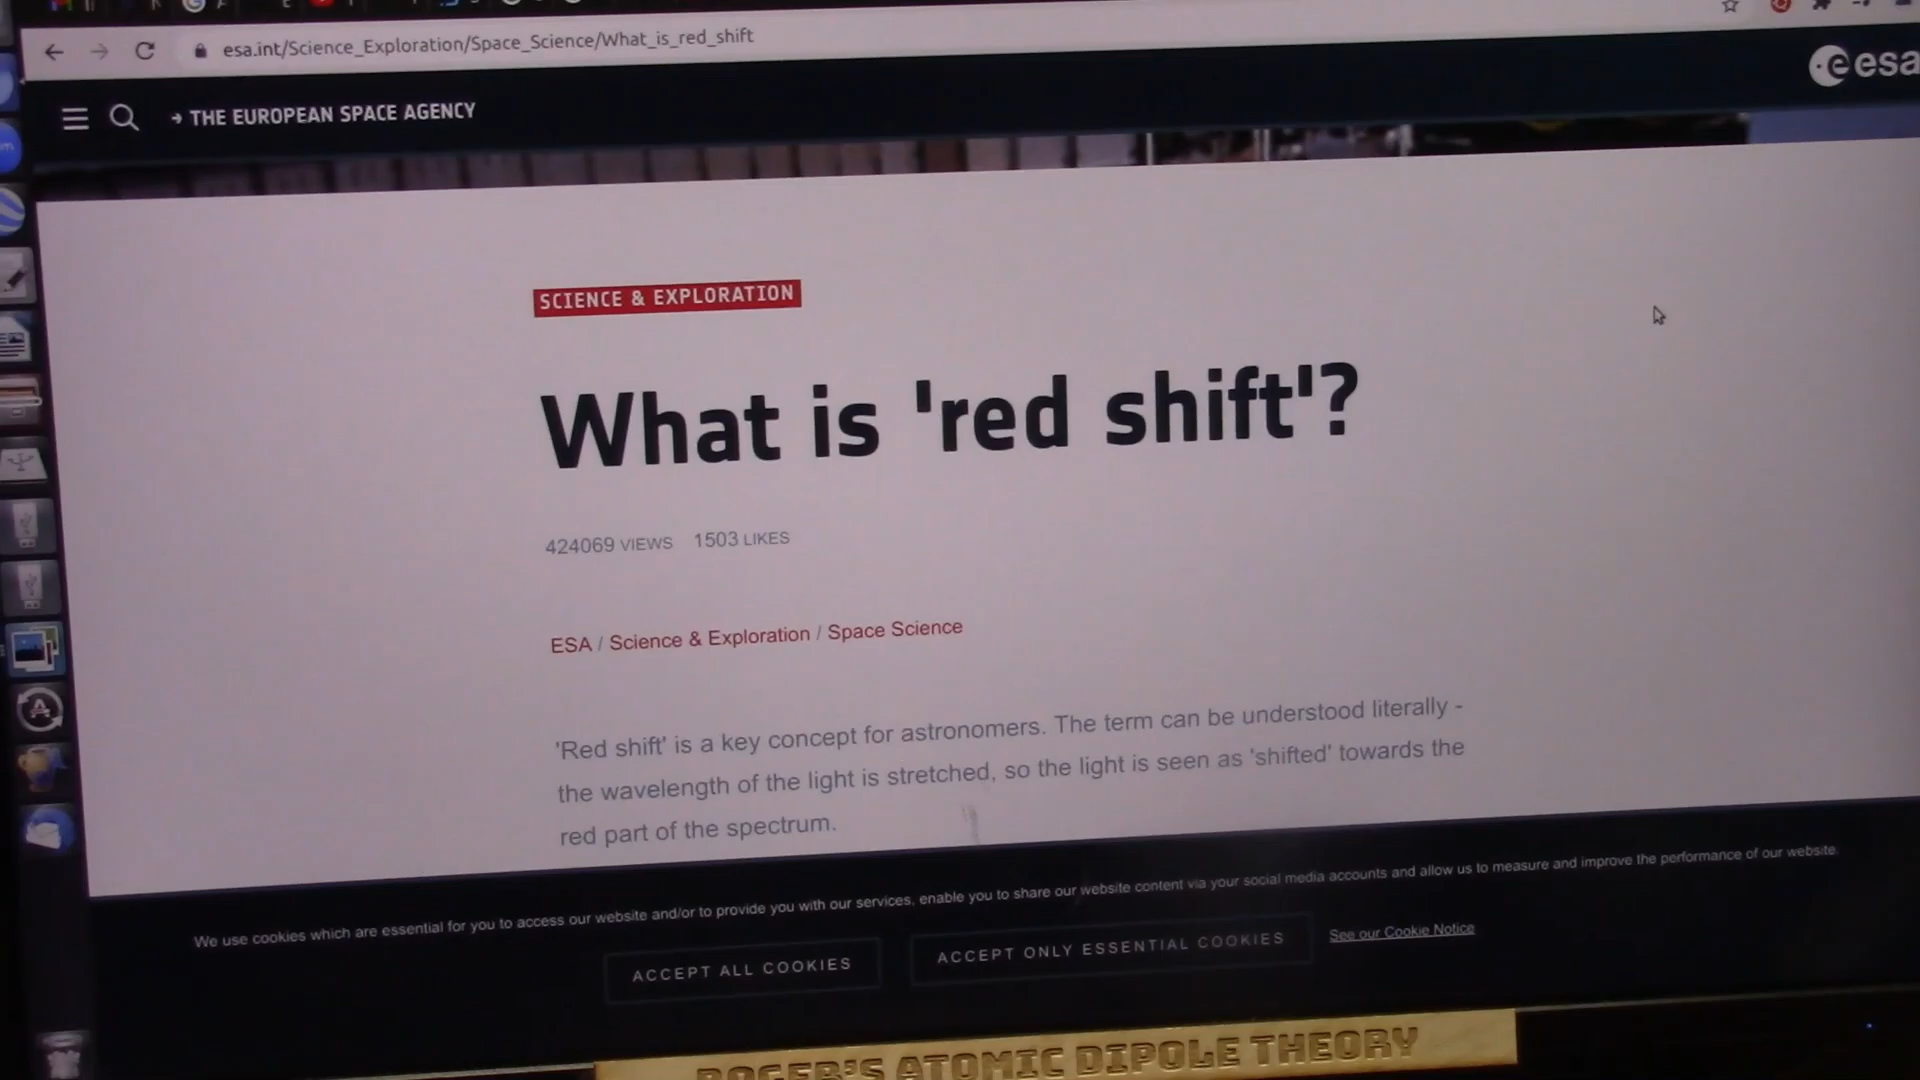 esa.int/Science_Exploration/Space_Science/What_is_red_shift
→ THE EUROPEAN SPACE AGENCY
esa
SCIENCE & EXPLORATION
What is 'red shift'?
424069 VIEWS 1503 LIKES
ESA / Science & Exploration / Space Science
'Red shift' is a key concept for astronomers. The term can be understood literally -
the wavelength of the light is stretched, so the light is seen as 'shifted' towards the
red part of the spectrum.
We use cookies which are essential for you to access our website and/or to provide you with our services, enable you to share our website content via your social media accounts and allow us to measure and improve the performance of our website.
ACCEPT ALL COOKIES
ACCEPT ONLY ESSENTIAL COOKIES
See our Cookie Notice
ROGER'S ATOMIC DIPOLE THEORY